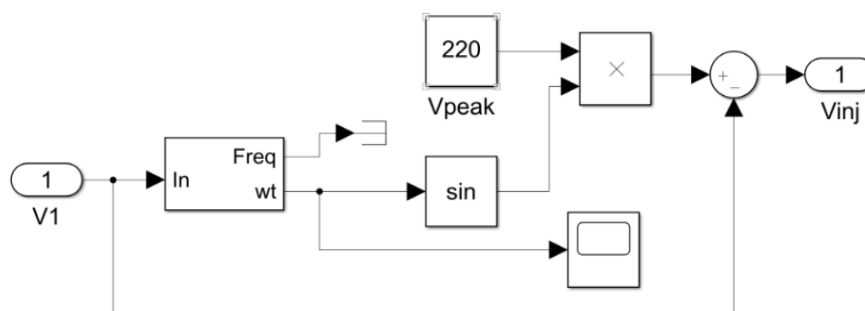 220
×
+
−
1
Vpeak
Vinj
Freq
In
wt
1
V1
sin